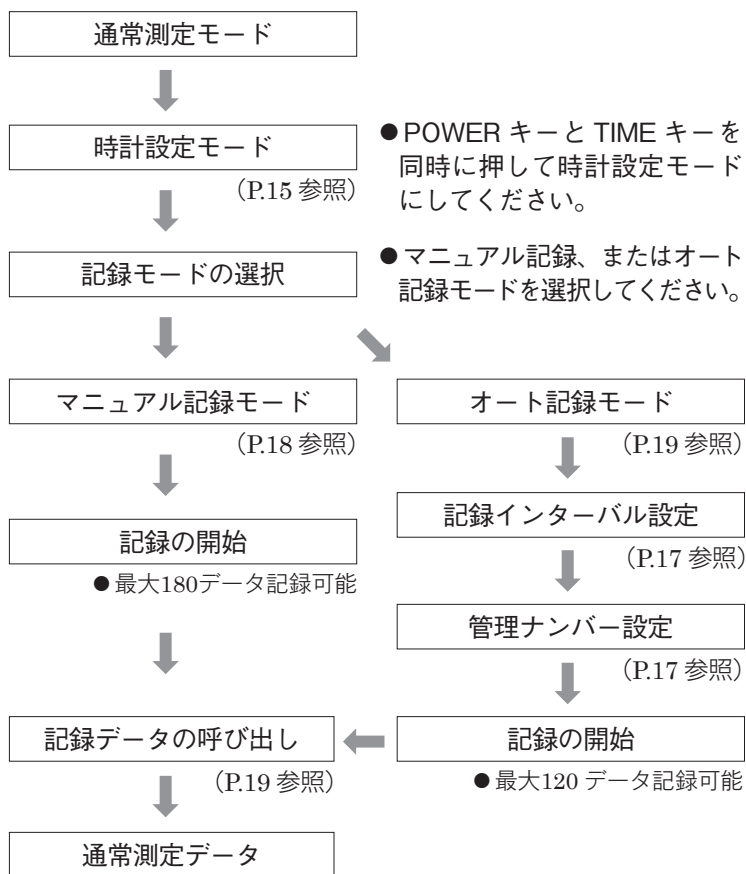 通常測定モード
時計設定モード
(P.15 参照)
●POWER キーと TIME キーを
同時に押して時計設定モード
にしてください。
記録モードの選択
●マニュアル記録、またはオート
記録モードを選択してください。
マニュアル記録モード
(P.18 参照)
記録の開始
●最大180データ記録可能
オート記録モード
(P.19 参照)
記録インターバル設定
(P.17 参照)
管理ナンバー設定
(P.17 参照)
記録の開始
●最大120 データ記録可能
記録データの呼び出し
(P.19 参照)
通常測定データ